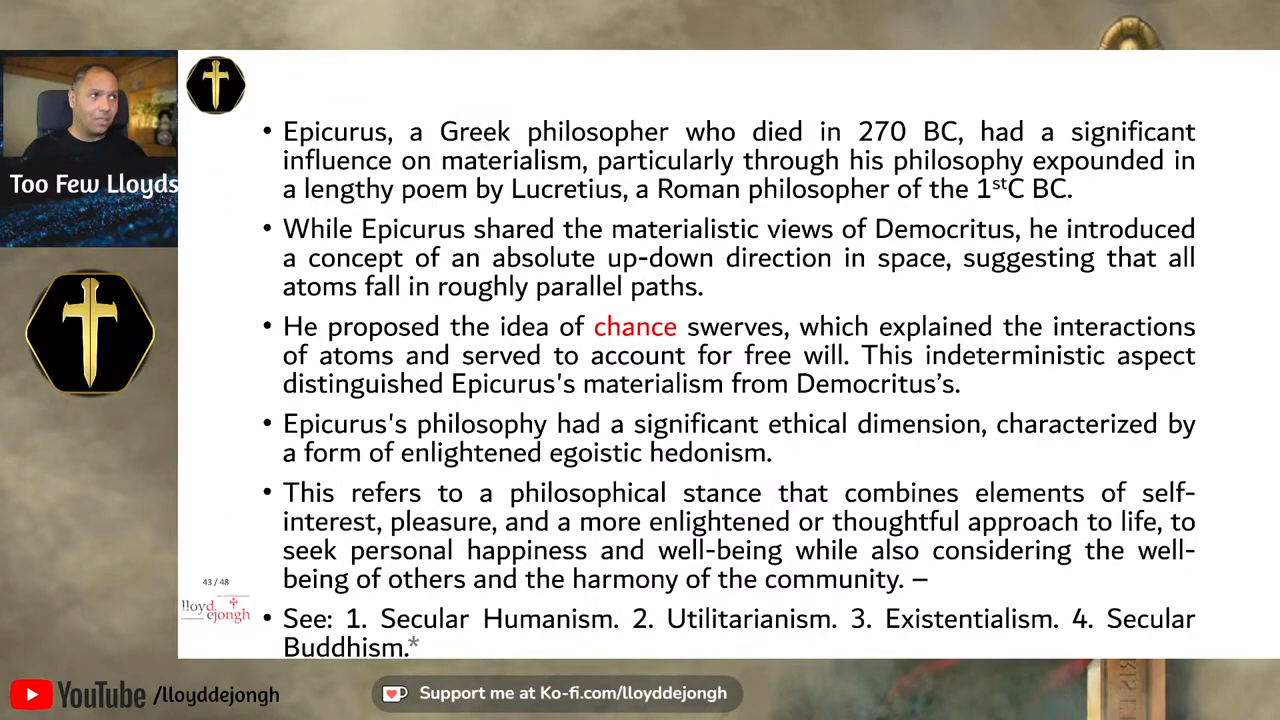 Too Few Lloyds
• Epicurus, a Greek philosopher who died in 270 BC, had a significant
influence on materialism, particularly through his philosophy expounded in
a lengthy poem by Lucretius, a Roman philosopher of the 1stC BC.
• While Epicurus shared the materialistic views of Democritus, he introduced
a concept of an absolute up-down direction in space, suggesting that all
atoms fall in roughly parallel paths.
• He proposed the idea of chance swerves, which explained the interactions
of atoms and served to account for free will. This indeterministic aspect
distinguished Epicurus's materialism from Democritus’s.
• Epicurus's philosophy had a significant ethical dimension, characterized by
a form of enlightened egoistic hedonism.
• This refers to a philosophical stance that combines elements of self-
interest, pleasure, and a more enlightened or thoughtful approach to life, to
seek personal happiness and well-being while also considering the well-
being of others and the harmony of the community. –
• See: 1. Secular Humanism. 2. Utilitarianism. 3. Existentialism. 4. Secular
Buddhism.*
43 / 48
lloyd
ejongh
YouTube /lloyddejongh
Support me at Ko-fi.com/lloyddejongh